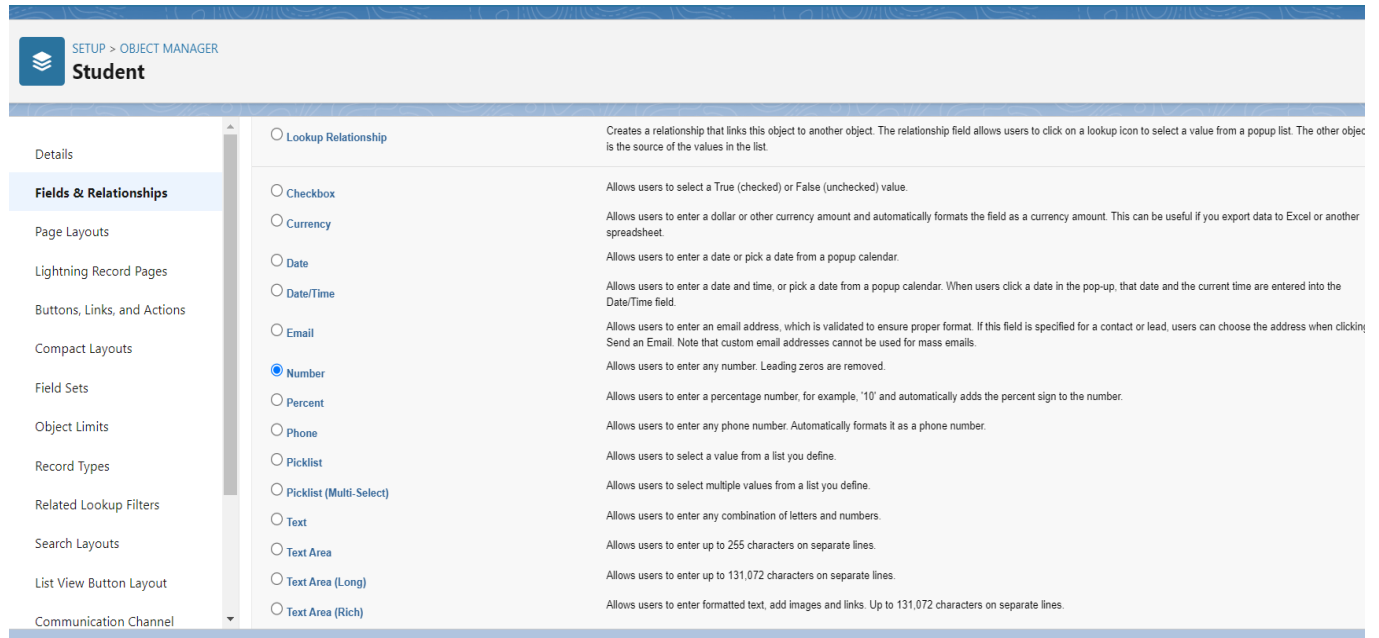 SETUP > OBJECT MANAGER
Student
Details
Fields & Relationships
Page Layouts
Lightning Record Pages
Buttons, Links, and Actions
Compact Layouts
Field Sets
Object Limits
Record Types
Related Lookup Filters
Search Layouts
List View Button Layout
Communication Channel
Lookup Relationship
Creates a relationship that links this object to another object. The relationship field allows users to click on a lookup icon to select a value from a popup list. The other objec
is the source of the values in the list.
Checkbox
Allows users to select a True (checked) or False (unchecked) value.
Currency
Allows users to enter a dollar or other currency amount and automatically formats the field as a currency amount. This can be useful if you export data to Excel or another
spreadsheet.
Date
Allows users to enter a date or pick a date from a popup calendar.
Date/Time
Allows users to enter a date and time, or pick a date from a popup calendar. When users click a date in the pop-up, that date and the current time are entered into the
Date/Time field.
Email
Allows users to enter an email address, which is validated to ensure proper format. If this field is specified for a contact or lead, users can choose the address when clicking
Send an Email. Note that custom email addresses cannot be used for mass emails.
Number
Allows users to enter any number. Leading zeros are removed.
Percent
Allows users to enter a percentage number, for example, '10' and automatically adds the percent sign to the number.
Phone
Allows users to enter any phone number. Automatically formats it as a phone number.
Picklist
Allows users to select a value from a list you define.
Picklist (Multi-Select)
Allows users to select multiple values from a list you define.
Text
Allows users to enter any combination of letters and numbers.
Text Area
Allows users to enter up to 255 characters on separate lines.
Text Area (Long)
Allows users to enter up to 131,072 characters on separate lines.
Text Area (Rich)
Allows users to enter formatted text, add images and links. Up to 131,072 characters on separate lines.